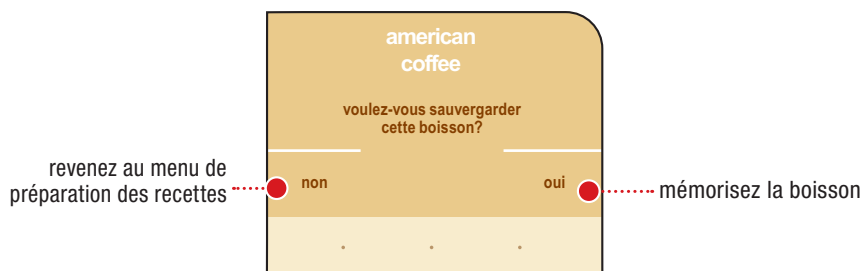 american
coffee
voulez-vous sauvergarder
cette boisson?
revenez au menu de
préparation des recettes
non
oui
mémorisez la boisson